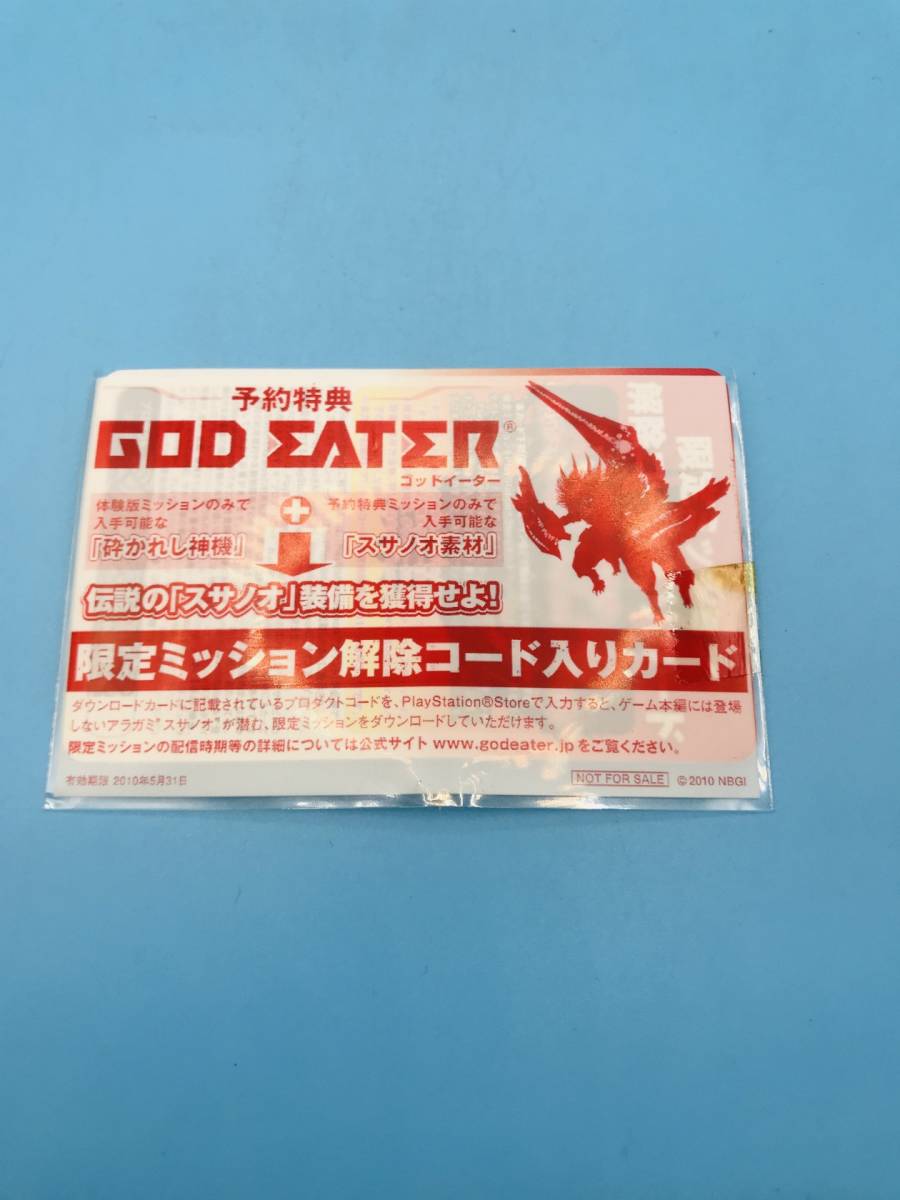 予約特典
GOD EATER®
ゴッドイーター
体験版ミッションのみで
入手可能な
「砕かれし神機」
予約特典ミッションのみで
入手可能な
「スサノオ素材」
伝説の「スサノオ」装備を獲得せよ!
限定ミッション解除コード入りカード
ダウンロードカードに記載されているプロダクトコードを、PlayStation®Storeで入力すると、ゲーム本編には登場
しないアラガミ"スサノオ"が潜む、限定ミッションをダウンロードしていただけます。
限定ミッションの配信時期等の詳細については公式サイト www.godeater.jp をご覧ください。
有効期限 2010年5月31日
NOT FOR SALE
©2010 NBGI